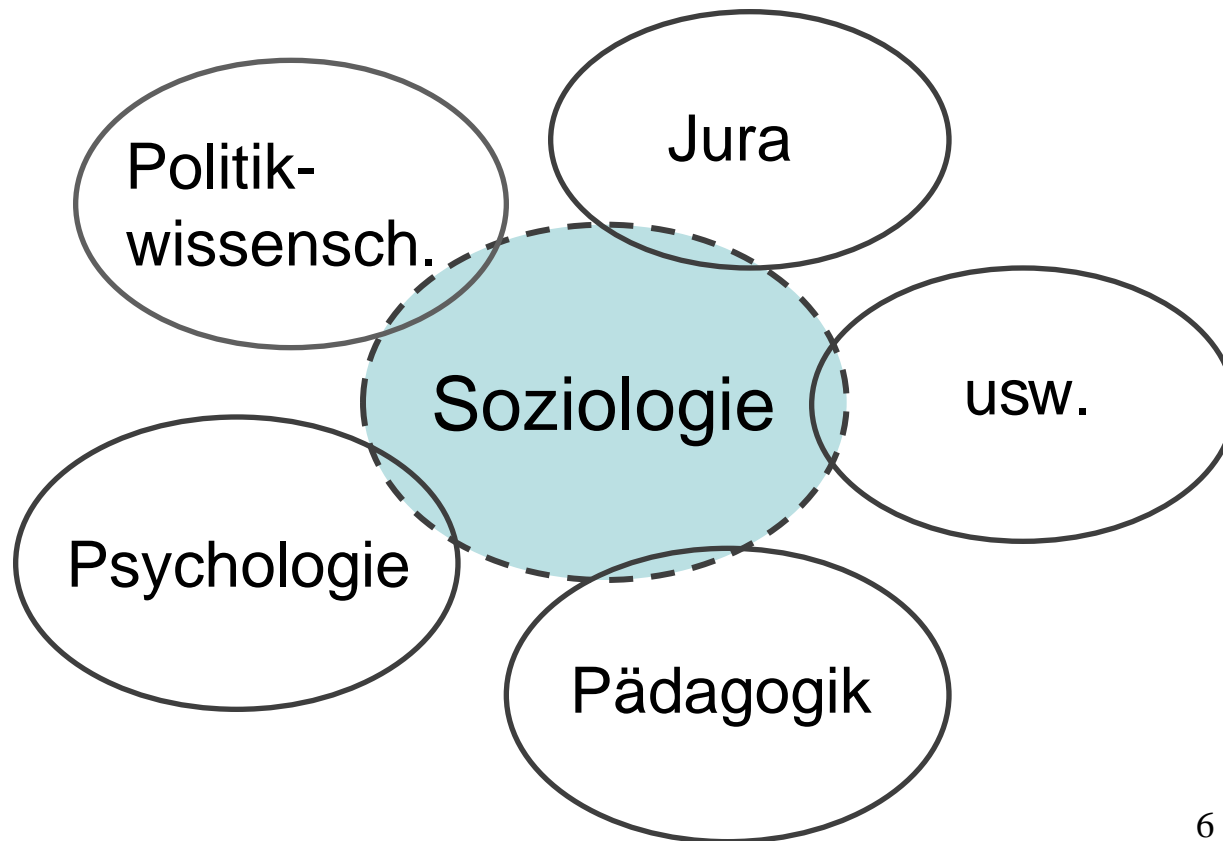 Jura
Politik-
wissensch.
Soziologie
usw.
Psychologie
Pädagogik
6